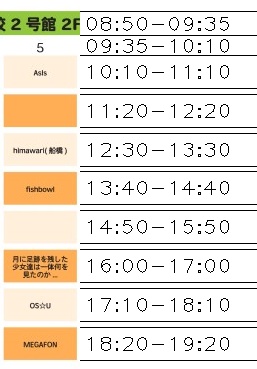 2 号館 2F 08:50-09:35
5 09:35-10:10
AsIs 10:10-11:10
11:20-12:20
himawari( 船橋 ) 12:30-13:30
fishbowl 13:40-14:40
14:50-15:50
月に足跡を残した
少女達は一体何を
見たのか ... 16:00-17:00
OS☆U 17:10-18:10
MEGAFON 18:20-19:20